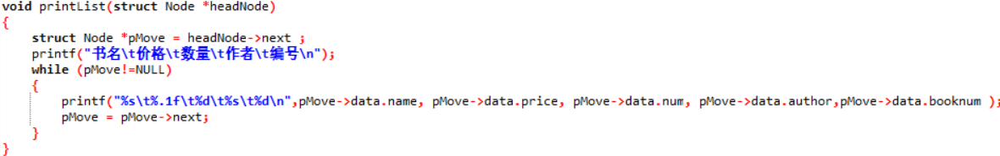 void printList(struct Node *headNode)
{
    struct Node *pMove = headNode->next ;
    printf("书名\t价格\t数量\t作者\t编号\n");
    while (pMove!=NULL)
    {
        printf("%s\t%.1f\t%d\t%s\t%d\n",pMove->data.name, pMove->data.price, pMove->data.num, pMove->data.author,pMove->data.booknum );
        pMove = pMove->next;
    }
}